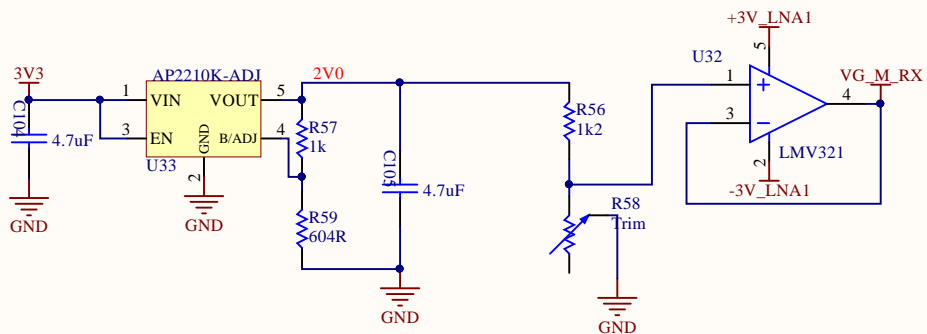 +3V_LNA1
U32
5
VG_M_RX
3V3
AP2210K-ADJ
2V0
1
VIN
VOUT
5
1
4
C104
4.7uF
3
EN
GND
B/ADJ
4
R57
1k
R56
1k2
3
LMV321
U33
2
C105
4.7uF
2
-3V_LNA1
R59
604R
R58
Trim
GND
GND
GND
GND